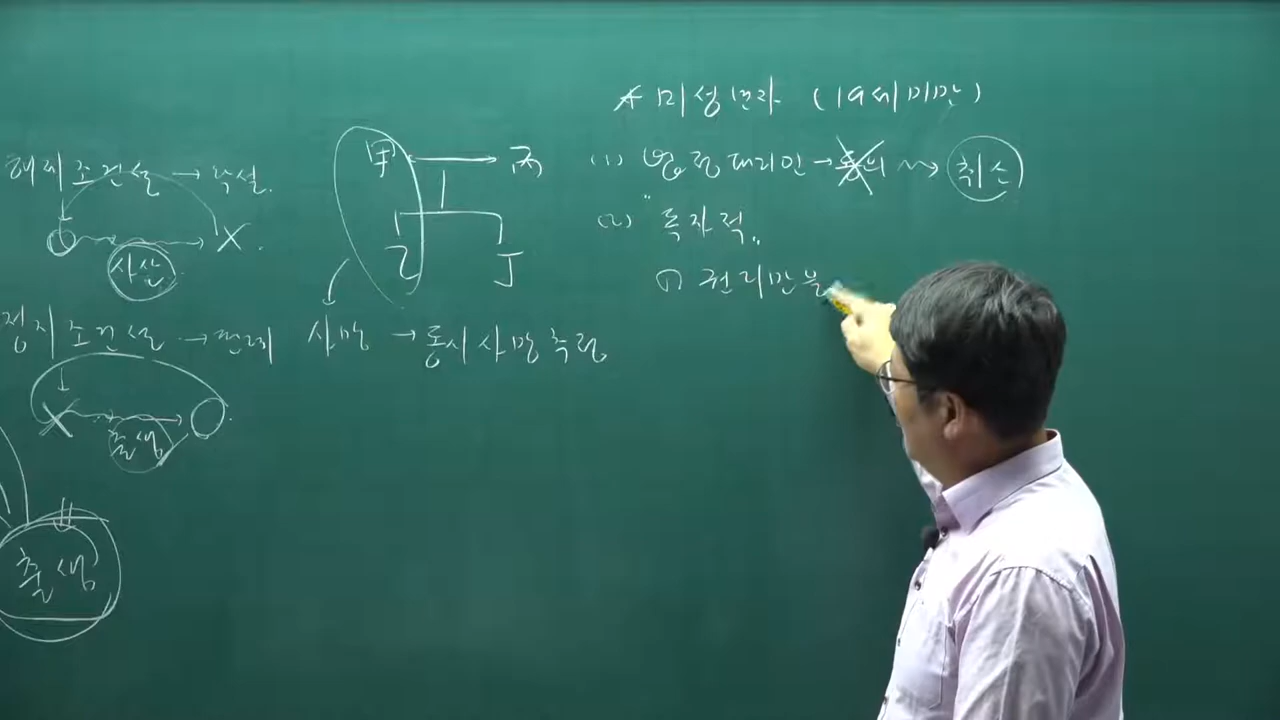 해제조건설 → 학설.
사산
X.
정지조건설 → 판례
X
출생
출생
甲 → 丙
乙 丁
사망 → 동시사망추정
* 미성년자 (19세미만)
(1) 법정대리인 → 동의 ⇝ 취소
(2) "독자적"
① 권리만을